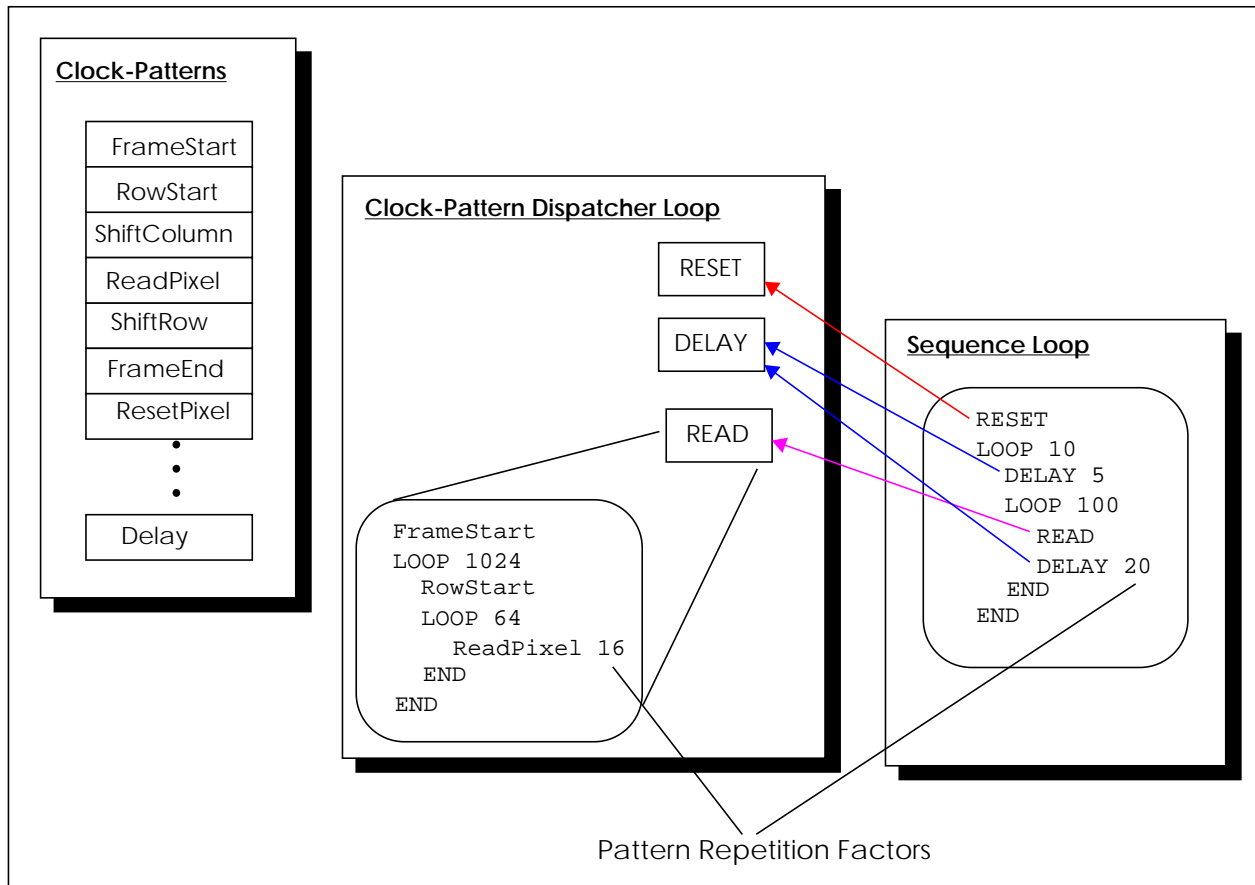 Clock-Patterns
FrameStart
RowStart
ShiftColumn
ReadPixel
ShiftRow
FrameEnd
ResetPixel
Delay
Clock-Pattern Dispatcher Loop
RESET
DELAY
READ
FrameStart
LOOP 1024
RowStart
LOOP 64
ReadPixel 16
END
END
Sequence Loop
RESET
LOOP 10
DELAY 5
LOOP 100
READ
DELAY 20
END
END
Pattern Repetition Factors